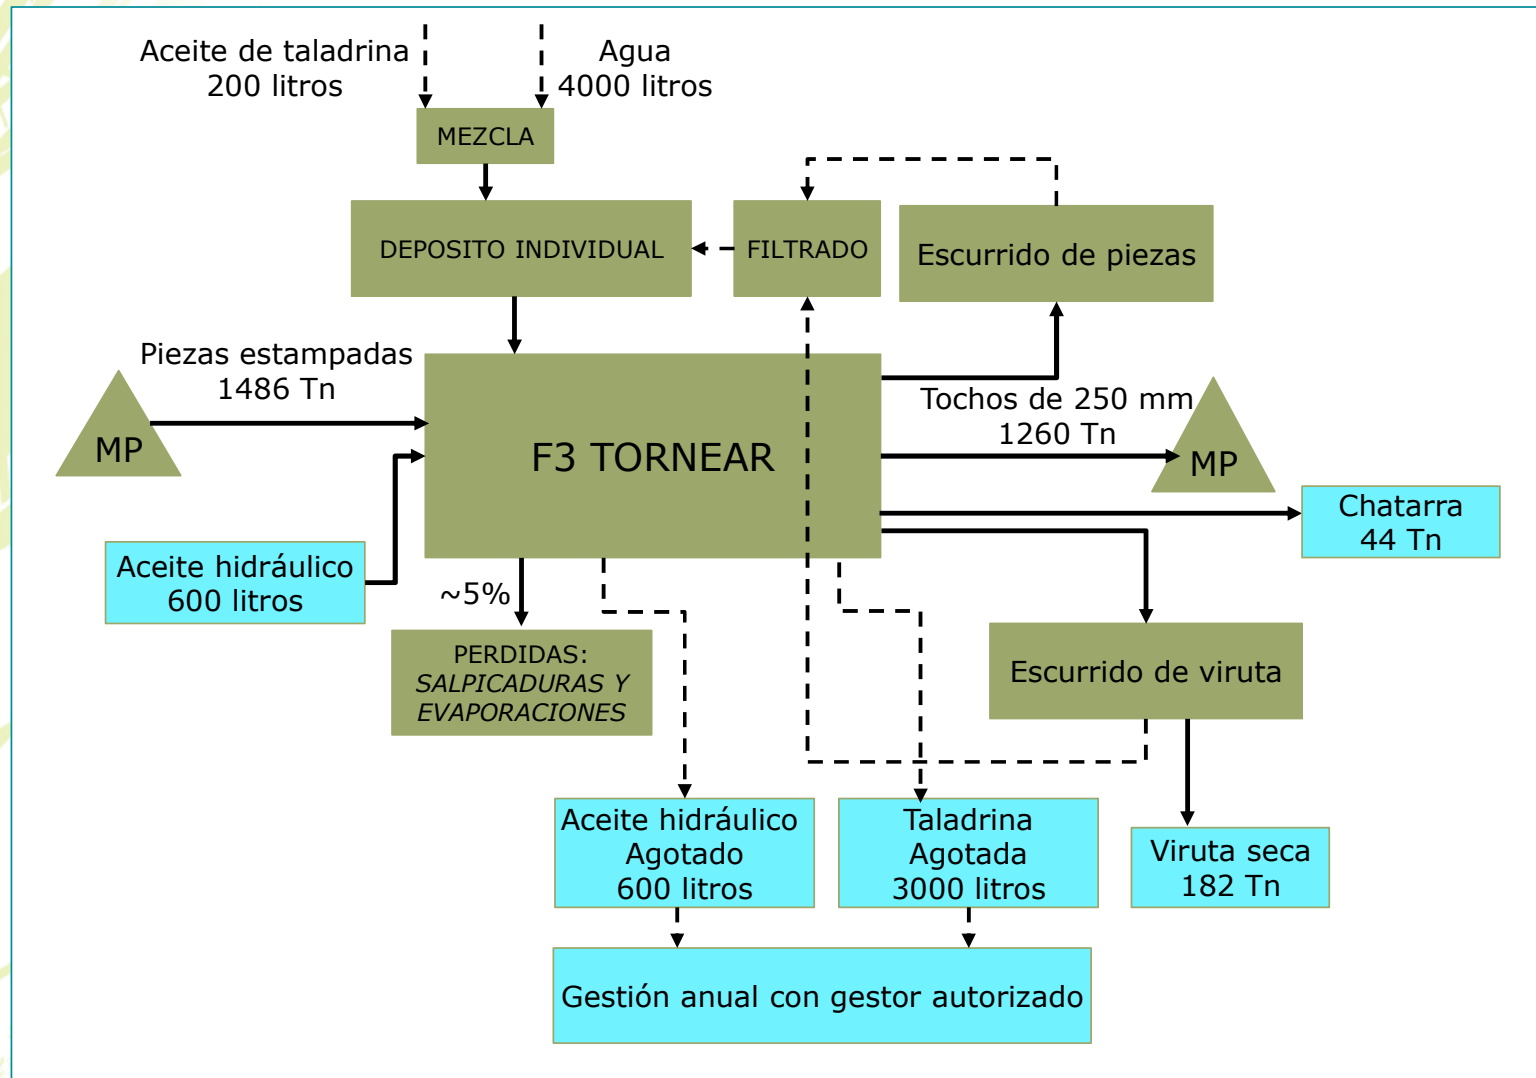 Aceite de taladrina
200 litros
Agua
4000 litros
MEZCLA
DEPOSITO INDIVIDUAL
FILTRADO
Escurrido de piezas
Piezas estampadas
1486 Tn
MP
F3 TORNEAR
Tochos de 250 mm
1260 Tn
MP
Chatarra
44 Tn
Aceite hidráulico
600 litros
~5%
PERDIDAS:
SALPICADURAS Y
EVAPORACIONES
Escurrido de viruta
Aceite hidráulico
Agotado
600 litros
Taladrina
Agotada
3000 litros
Viruta seca
182 Tn
Gestión anual con gestor autorizado